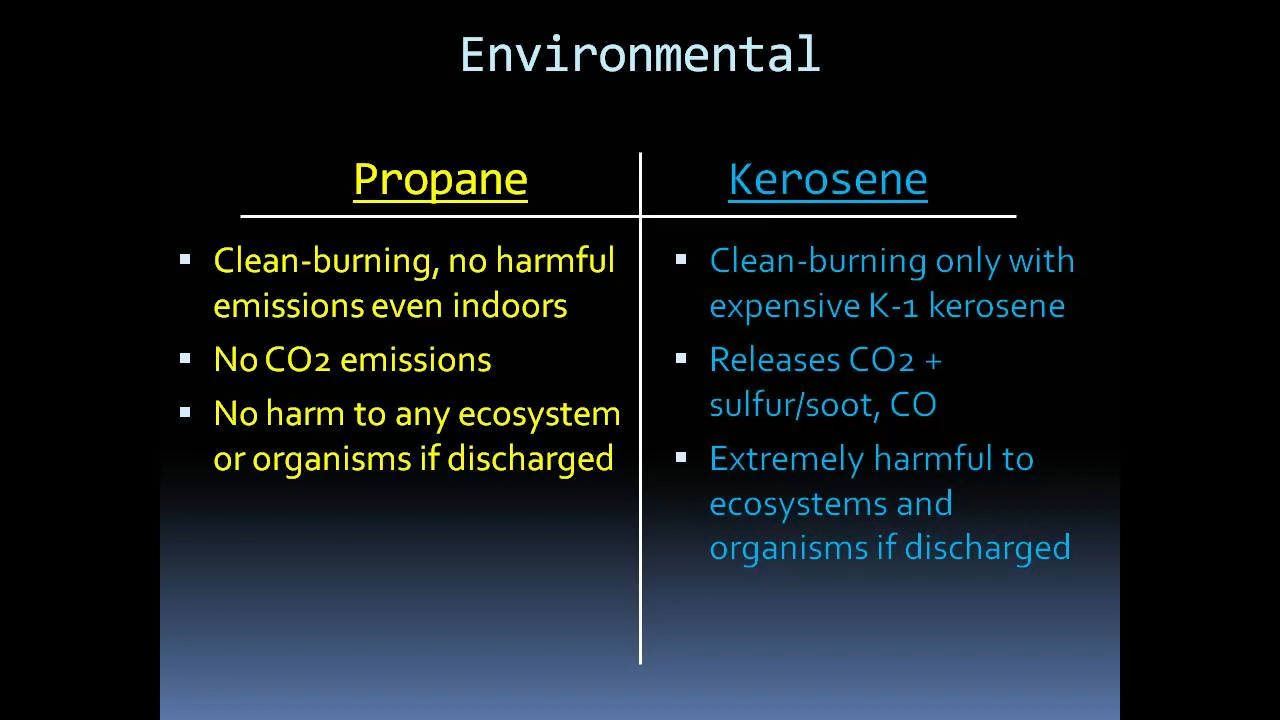 Environmental
Propane
Clean-burning, no harmful
emissions even indoors
No CO2 emissions
No harm to any ecosystem
or organisms if discharged
Kerosene
Clean-burning only with
expensive K-1 kerosene
Releases CO2 +
sulfur/soot, CO
Extremely harmful to
ecosystems and
organisms if discharged